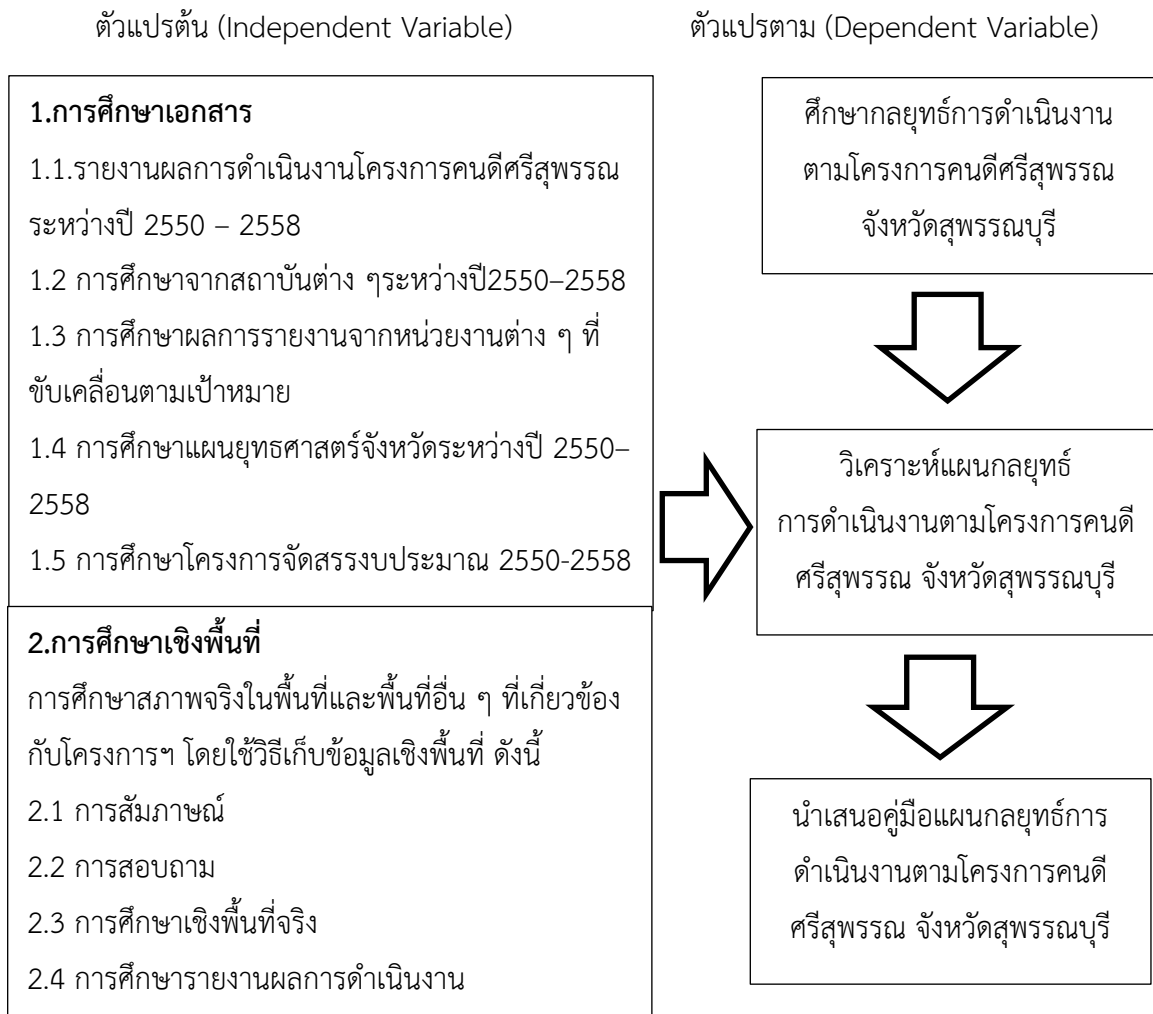 ตัวแปรต้น (Independent Variable)
ตัวแปรตาม (Dependent Variable)
1.การศึกษาเอกสาร
1.1.รายงานผลการดำเนินงานโครงการคนดีศรีสุพรรณ
ระหว่างปี 2550 – 2558
1.2 การศึกษาจากสถาบันต่าง ๆระหว่างปี2550–2558
1.3 การศึกษาผลการรายงานจากหน่วยงานต่าง ๆ ที่
ขับเคลื่อนตามเป้าหมาย
1.4 การศึกษาแผนยุทธศาสตร์จังหวัดระหว่างปี 2550–
2558
1.5 การศึกษาโครงการจัดสรรงบประมาณ 2550-2558
2.การศึกษาเชิงพื้นที่
การศึกษาสภาพจริงในพื้นที่และพื้นที่อื่น ๆ ที่เกี่ยวข้อง
กับโครงการฯ โดยใช้วิธีเก็บข้อมูลเชิงพื้นที่ ดังนี้
2.1 การสัมภาษณ์
2.2 การสอบถาม
2.3 การศึกษาเชิงพื้นที่จริง
2.4 การศึกษารายงานผลการดำเนินงาน
ศึกษากลยุทธ์การดำเนินงาน
ตามโครงการคนดีศรีสุพรรณ
จังหวัดสุพรรณบุรี
วิเคราะห์แผนกลยุทธ์
การดำเนินงานตามโครงการคนดี
ศรีสุพรรณ จังหวัดสุพรรณบุรี
นำเสนอคู่มือแผนกลยุทธ์การ
ดำเนินงานตามโครงการคนดี
ศรีสุพรรณ จังหวัดสุพรรณบุรี